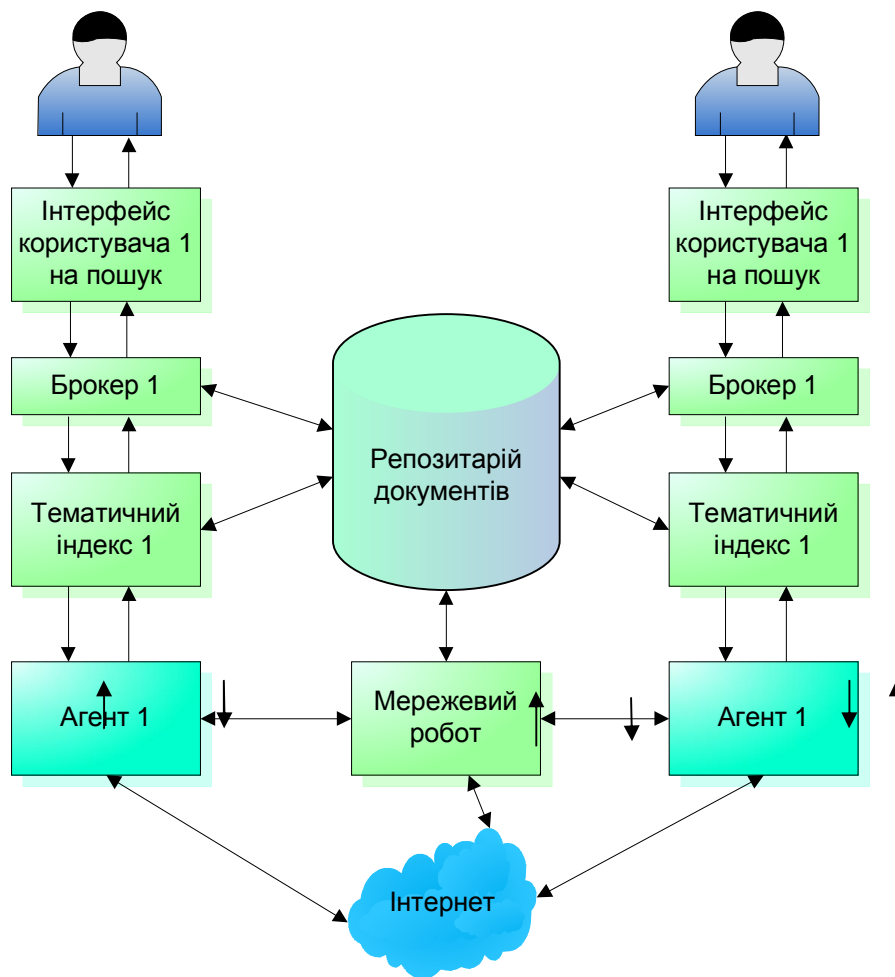 Інтерфейс
користувача 1
на пошук
Інтерфейс
користувача 1
на пошук
Брокер 1
Брокер 1
Репозитарій
документів
Тематичний
індекс 1
Тематичний
індекс 1
Агент 1
Мережевий
робот
Агент 1
Інтернет